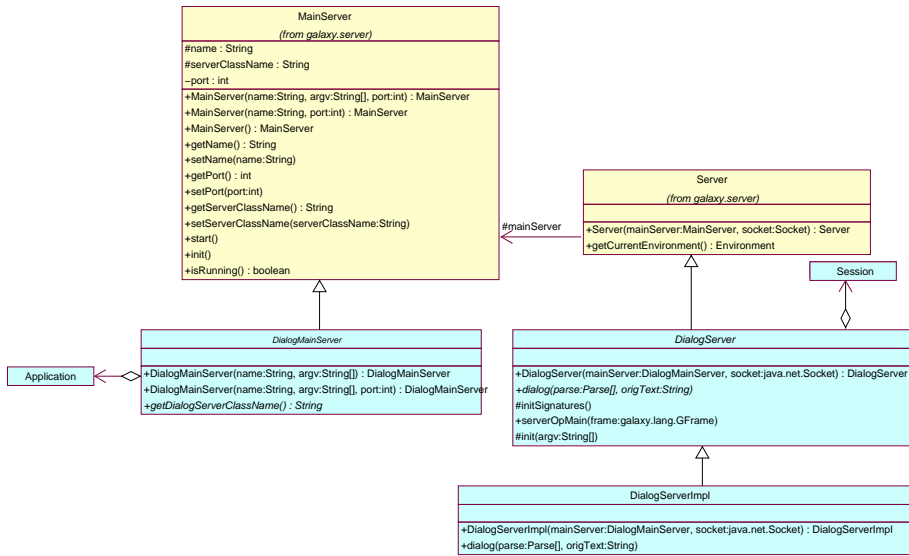 MainServer
(from galaxy.server)
#name : String
#serverClassName : String
–port : int
+MainServer(name:String, argv:String[], port:int) : MainServer
+MainServer(name:String, port:int) : MainServer
+MainServer() : MainServer
+getName() : String
+setName(name:String)
+getPort() : int
+setPort(port:int)
+getServerClassName() : String
+setServerClassName(serverClassName:String)
+start()
+init()
+isRunning() : boolean
#mainServer
Server
(from galaxy.server)
+Server(mainServer:MainServer, socket:Socket) : Server
+getCurrentEnvironment() : Environment
Session
Application
DialogMainServer
+DialogMainServer(name:String, argv:String[]) : DialogMainServer
+DialogMainServer(name:String, argv:String[], port:int) : DialogMainServer
+getDialogServerClassName() : String
DialogServer
+DialogServer(mainServer:DialogMainServer, socket:java.net.Socket) : DialogServer
+dialog(parse:Parse[], origText:String)
#initSignatures()
+serverOpMain(frame:galaxy.lang.GFrame)
#init(argv:String[])
DialogServerImpl
+DialogServerImpl(mainServer:DialogMainServer, socket:java.net.Socket) : DialogServerImpl
+dialog(parse:Parse[], origText:String)